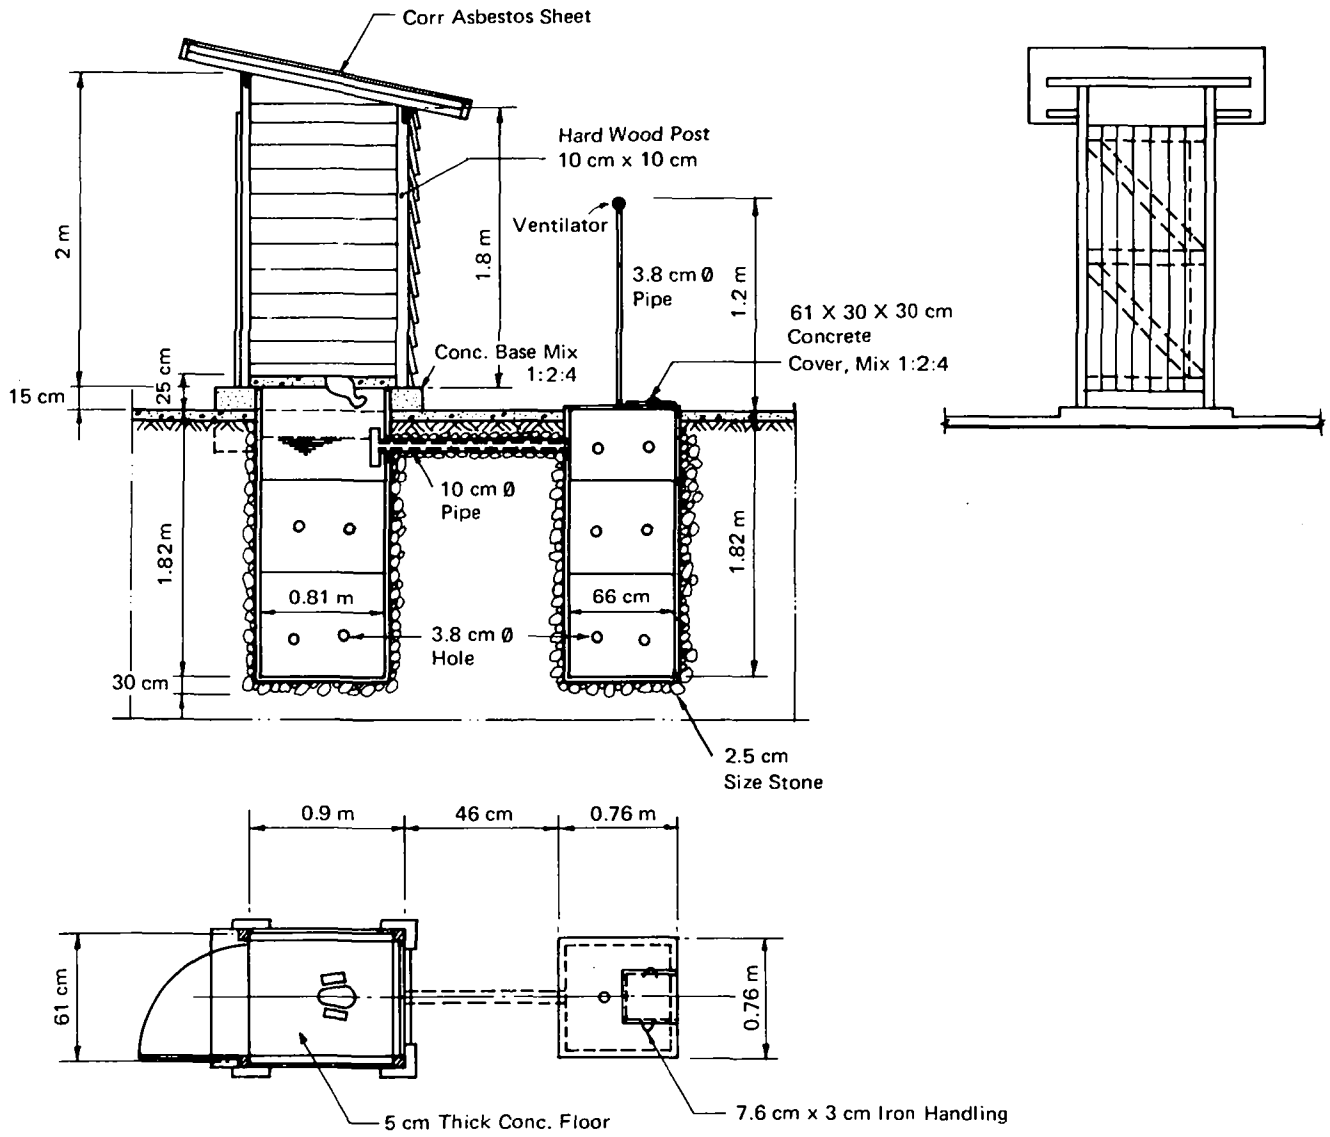 Corr Asbestos Sheet
Hard Wood Post
10 cm x 10 cm
Ventilator
2 m
1.8 m
3.8 cm Ø
Pipe
1.2 m
61 X 30 X 30 cm
Concrete
Cover, Mix 1:2:4
Conc. Base Mix
1:2:4
25 cm
15 cm
10 cm Ø
Pipe
1.82 m
1.82 m
0.81 m
66 cm
3.8 cm Ø
Hole
30 cm
2.5 cm
Size Stone
0.9 m
46 cm
0.76 m
61 cm
0.76 m
5 cm Thick Conc. Floor
7.6 cm x 3 cm Iron Handling